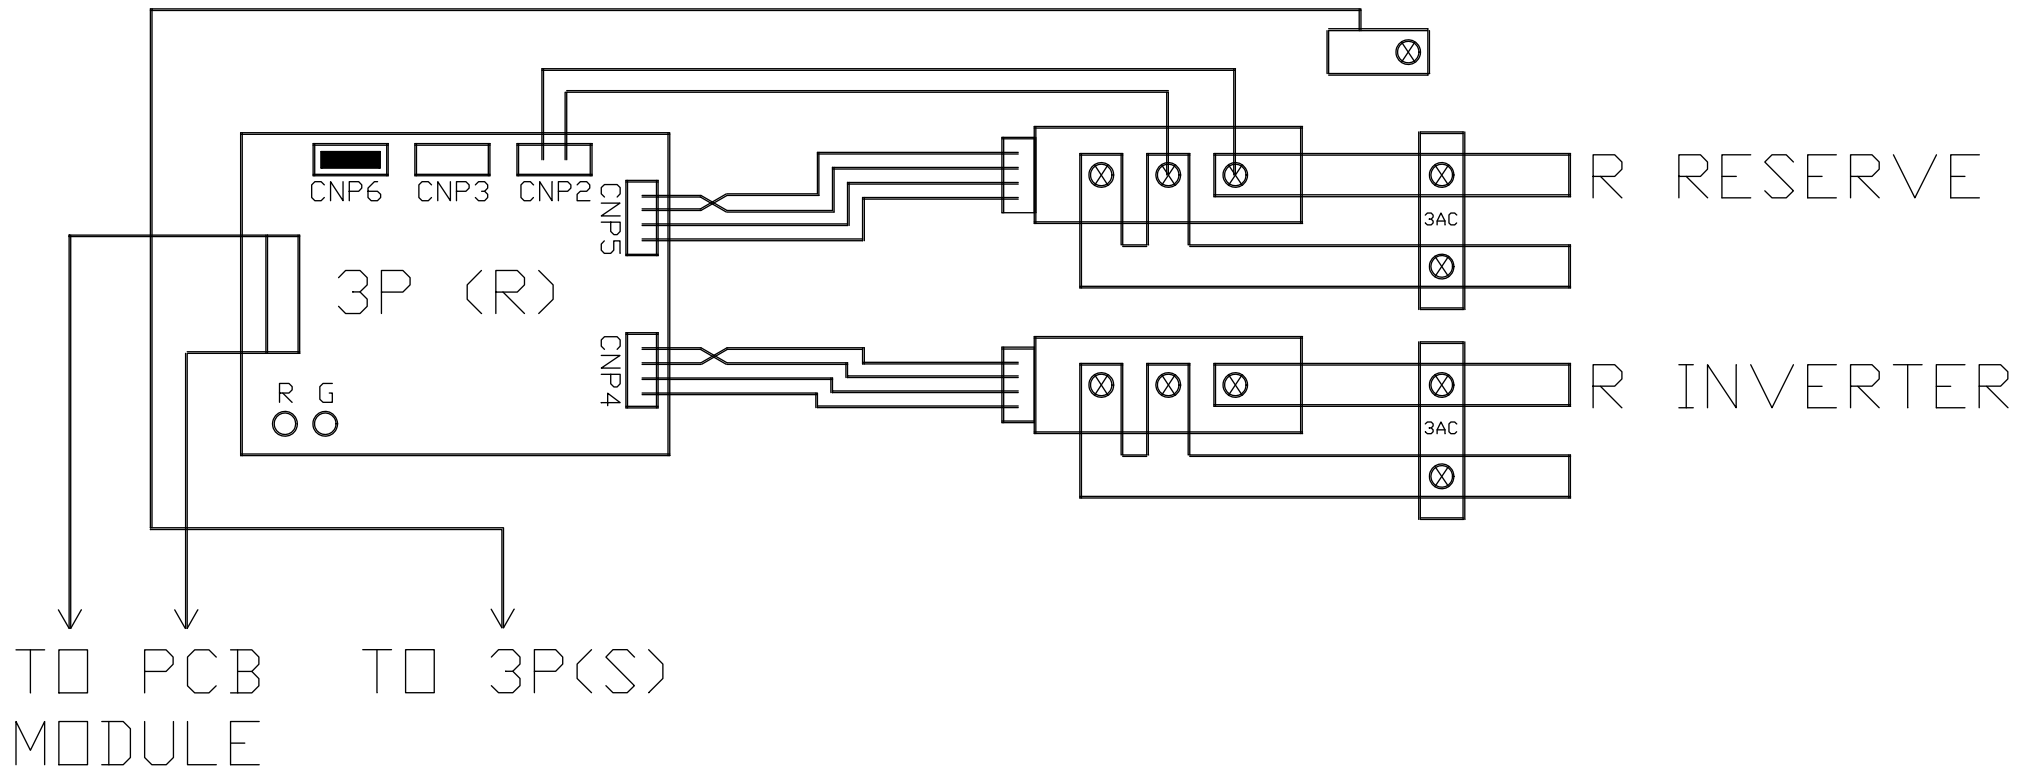 CNP6 CNP3 CNP2
CNP5
R RESERVE
3AC
3P (R)
CNP4
R INVERTER
R G
3AC
TO PCB TO 3P(S)
MODULE